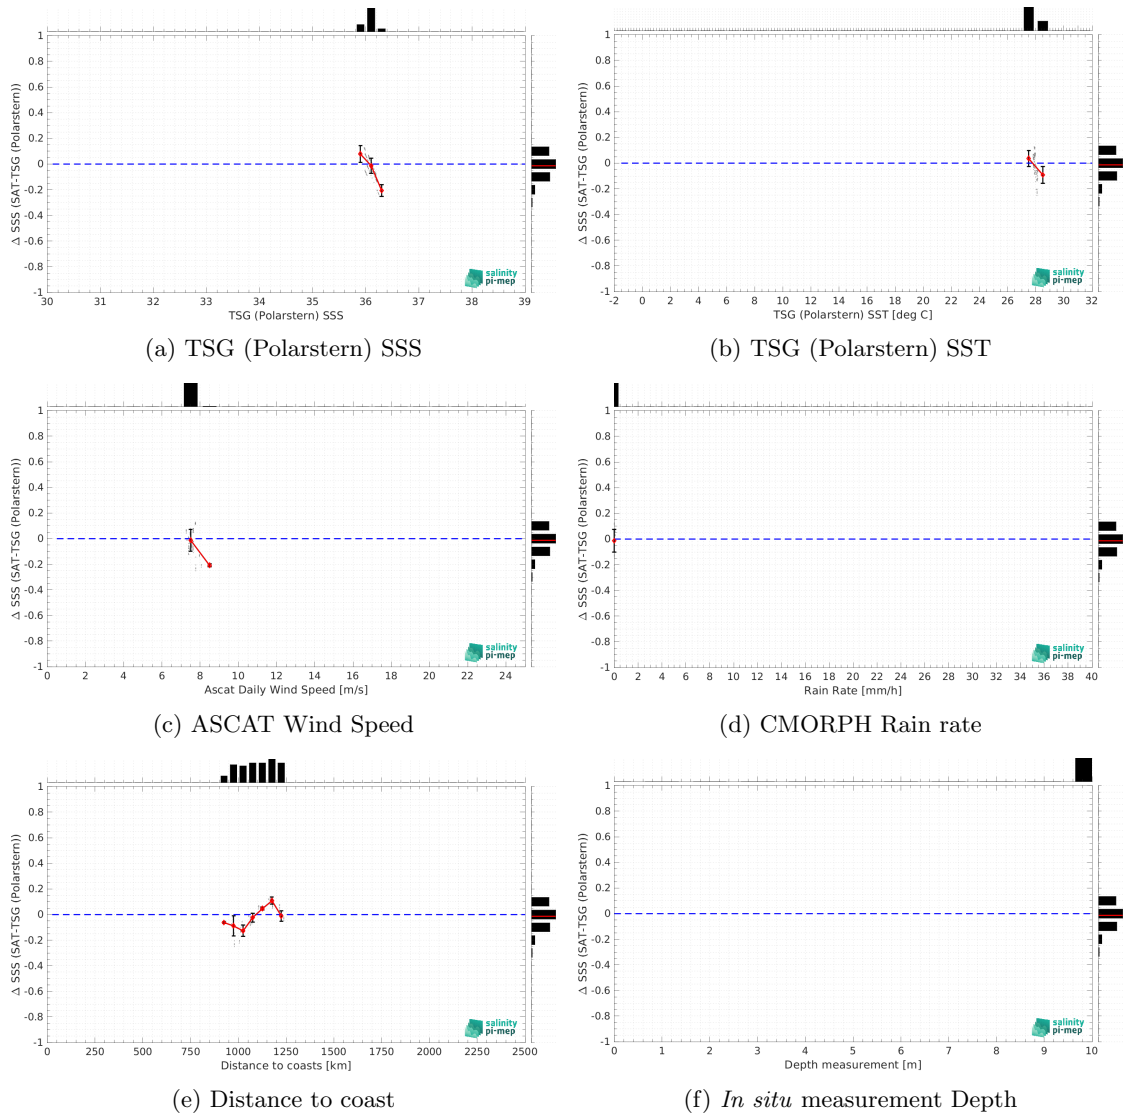 1
0.8
0.6
0.4
0.2
0
-0.2
-0.4
-0.6
-0.8
-1
Δ SSS (SAT-TSG (Polarstern))
salinity
pi-mep
30 31 32 33 34 35 36 37 38 39
TSG (Polarstern) SSS
(a) TSG (Polarstern) SSS
1
0.8
0.6
0.4
0.2
0
-0.2
-0.4
-0.6
-0.8
-1
Δ SSS (SAT-TSG (Polarstern))
salinity
pi-mep
-2 0 2 4 6 8 10 12 14 16 18 20 22 24 26 28 30 32
TSG (Polarstern) SST [deg C]
(b) TSG (Polarstern) SST
1
0.8
0.6
0.4
0.2
0
-0.2
-0.4
-0.6
-0.8
-1
Δ SSS (SAT-TSG (Polarstern))
salinity
pi-mep
0 2 4 6 8 10 12 14 16 18 20 22 24
Ascat Daily Wind Speed [m/s]
(c) ASCAT Wind Speed
1
0.8
0.6
0.4
0.2
0
-0.2
-0.4
-0.6
-0.8
-1
Δ SSS (SAT-TSG (Polarstern))
salinity
pi-mep
0 2 4 6 8 10 12 14 16 18 20 22 24 26 28 30 32 34 36 38 40
Rain Rate [mm/h]
(d) CMORPH Rain rate
1
0.8
0.6
0.4
0.2
0
-0.2
-0.4
-0.6
-0.8
-1
Δ SSS (SAT-TSG (Polarstern))
salinity
pi-mep
0 250 500 750 1000 1250 1500 1750 2000 2250 2500
Distance to coasts [km]
(e) Distance to coast
1
0.8
0.6
0.4
0.2
0
-0.2
-0.4
-0.6
-0.8
-1
Δ SSS (SAT-TSG (Polarstern))
salinity
pi-mep
0 1 2 3 4 5 6 7 8 9 10
Depth measurement [m]
(f) In situ measurement Depth